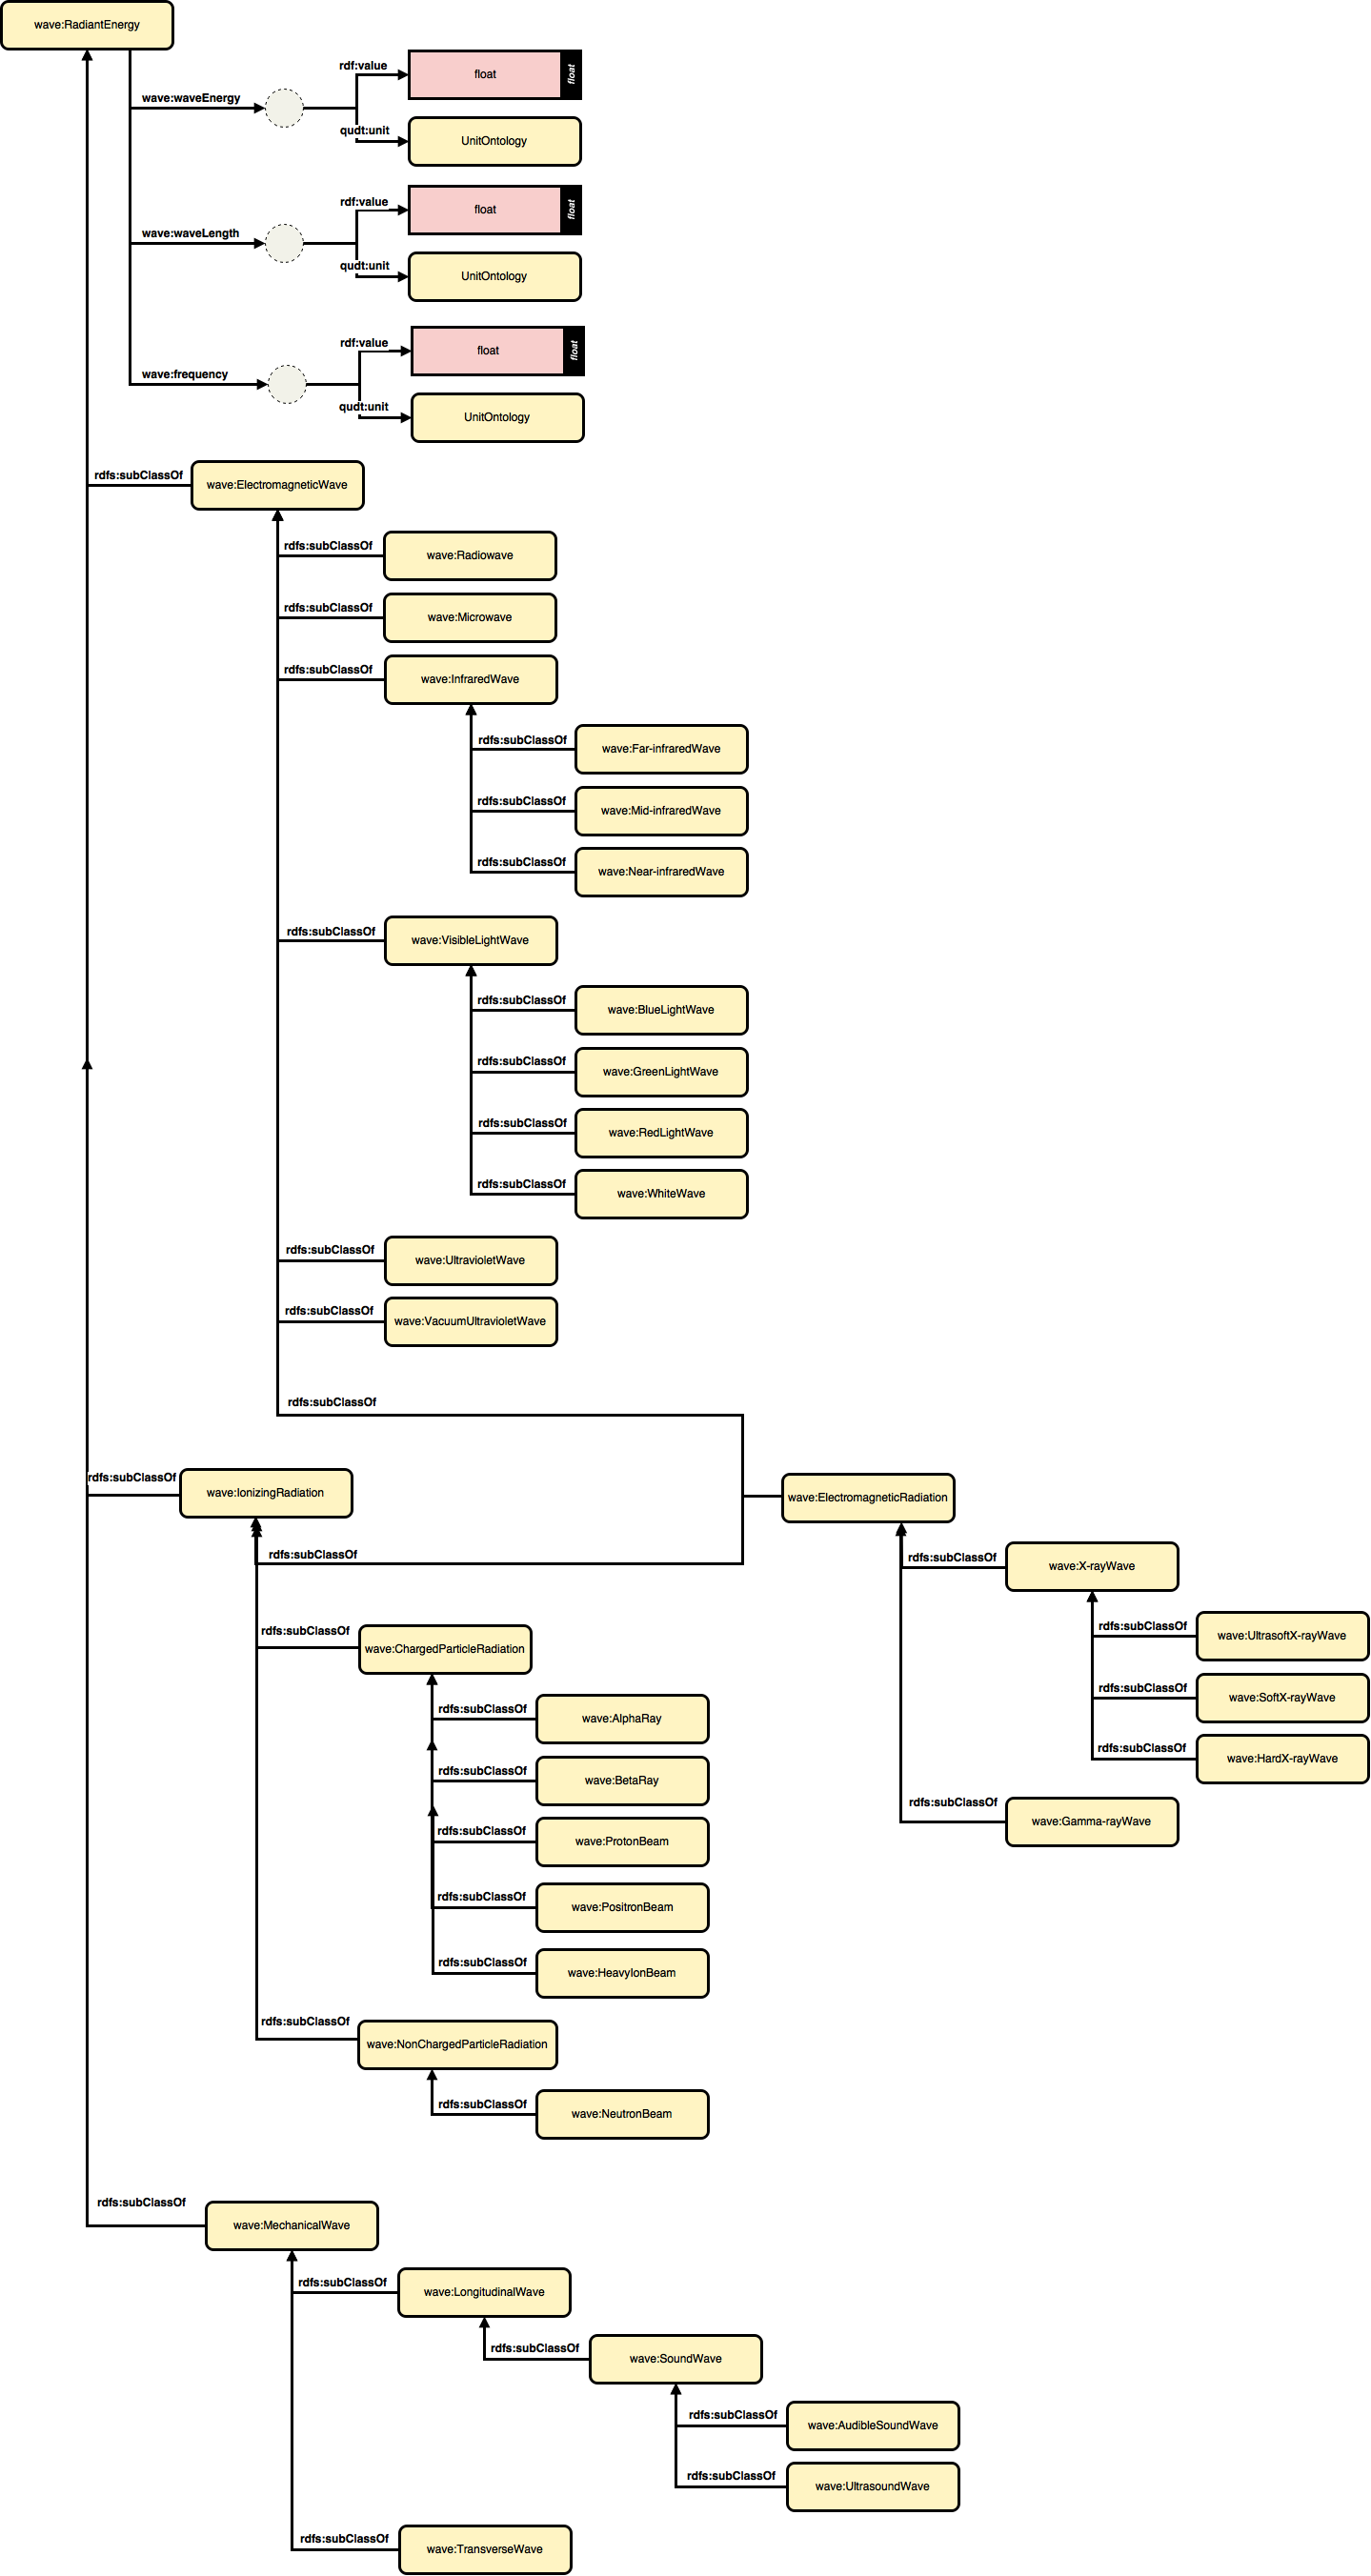 wave:RadiantEnergy
rdf:value
float
float
wave:waveEnergy
qudt:unit
UnitOntology
rdf:value
float
float
wave:waveLength
qudt:unit
UnitOntology
rdf:value
float
float
wave:frequency
qudt:unit
UnitOntology
rdfs:subClassOf
wave:ElectromagneticWave
rdfs:subClassOf
wave:Radiowave
rdfs:subClassOf
wave:Microwave
rdfs:subClassOf
wave:InfraredWave
rdfs:subClassOf
wave:Far-infraredWave
rdfs:subClassOf
wave:Mid-infraredWave
rdfs:subClassOf
wave:Near-infraredWave
rdfs:subClassOf
wave:VisibleLightWave
rdfs:subClassOf
wave:BlueLightWave
rdfs:subClassOf
wave:GreenLightWave
rdfs:subClassOf
wave:RedLightWave
rdfs:subClassOf
wave:WhiteWave
rdfs:subClassOf
wave:UltravioletWave
rdfs:subClassOf
wave:VacuumUltravioletWave
rdfs:subClassOf
rdfs:subClassOf
wave:IonizingRadiation
wave:ElectromagneticRadiation
rdfs:subClassOf
rdfs:subClassOf
wave:X-rayWave
rdfs:subClassOf
wave:UltrasoftX-rayWave
rdfs:subClassOf
wave:ChargedParticleRadiation
rdfs:subClassOf
wave:SoftX-rayWave
rdfs:subClassOf
wave:AlphaRay
rdfs:subClassOf
wave:HardX-rayWave
rdfs:subClassOf
wave:BetaRay
rdfs:subClassOf
wave:Gamma-rayWave
rdfs:subClassOf
wave:ProtonBeam
rdfs:subClassOf
wave:PositronBeam
rdfs:subClassOf
wave:HeavyIonBeam
rdfs:subClassOf
wave:NonChargedParticleRadiation
rdfs:subClassOf
wave:NeutronBeam
rdfs:subClassOf
wave:MechanicalWave
rdfs:subClassOf
wave:LongitudinalWave
rdfs:subClassOf
wave:SoundWave
rdfs:subClassOf
wave:AudibleSoundWave
rdfs:subClassOf
wave:UltrasoundWave
rdfs:subClassOf
wave:TransverseWave